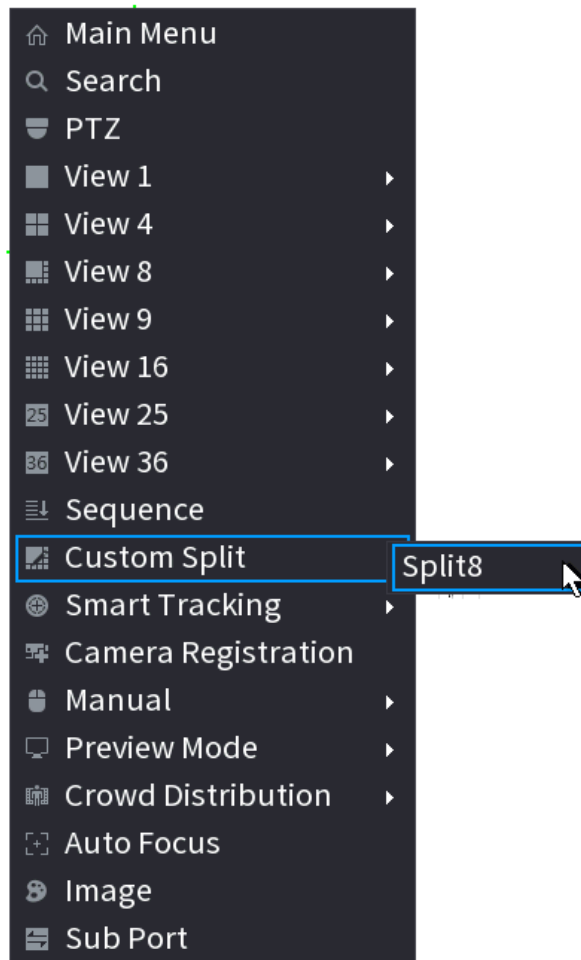 Main Menu
Search
PTZ
View 1
View 4
View 8
View 9
View 16
25 View 25
36 View 36
Sequence
Custom Split
Split8
Smart Tracking
Camera Registration
Manual
Preview Mode
Crowd Distribution
Auto Focus
Image
Sub Port